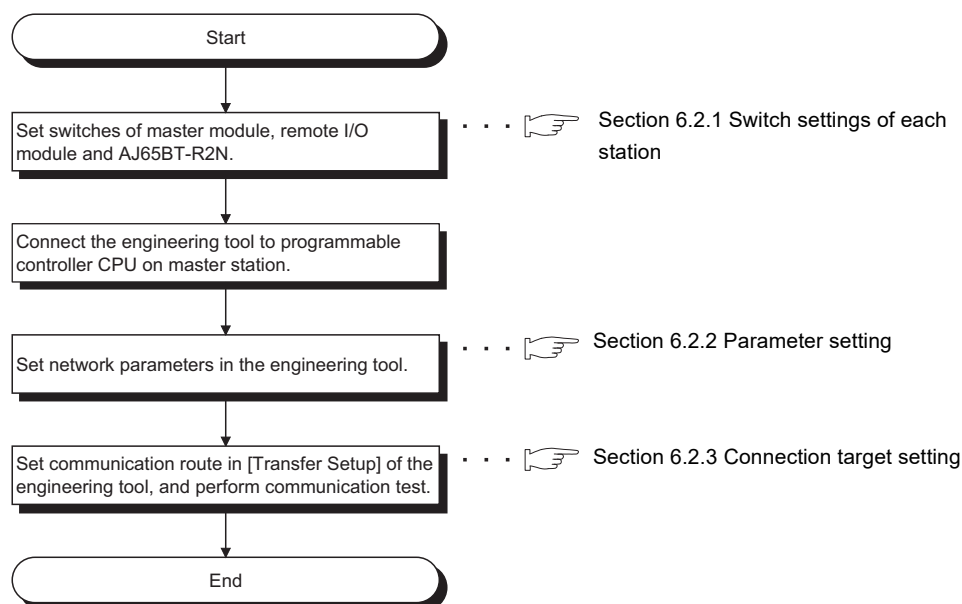 Start
Set switches of master module, remote I/O
module and AJ65BT-R2N.
Section 6.2.1 Switch settings of each
station
Connect the engineering tool to programmable
controller CPU on master station.
Set network parameters in the engineering tool.
Section 6.2.2 Parameter setting
Set communication route in [Transfer Setup] of the
engineering tool, and perform communication test.
Section 6.2.3 Connection target setting
End